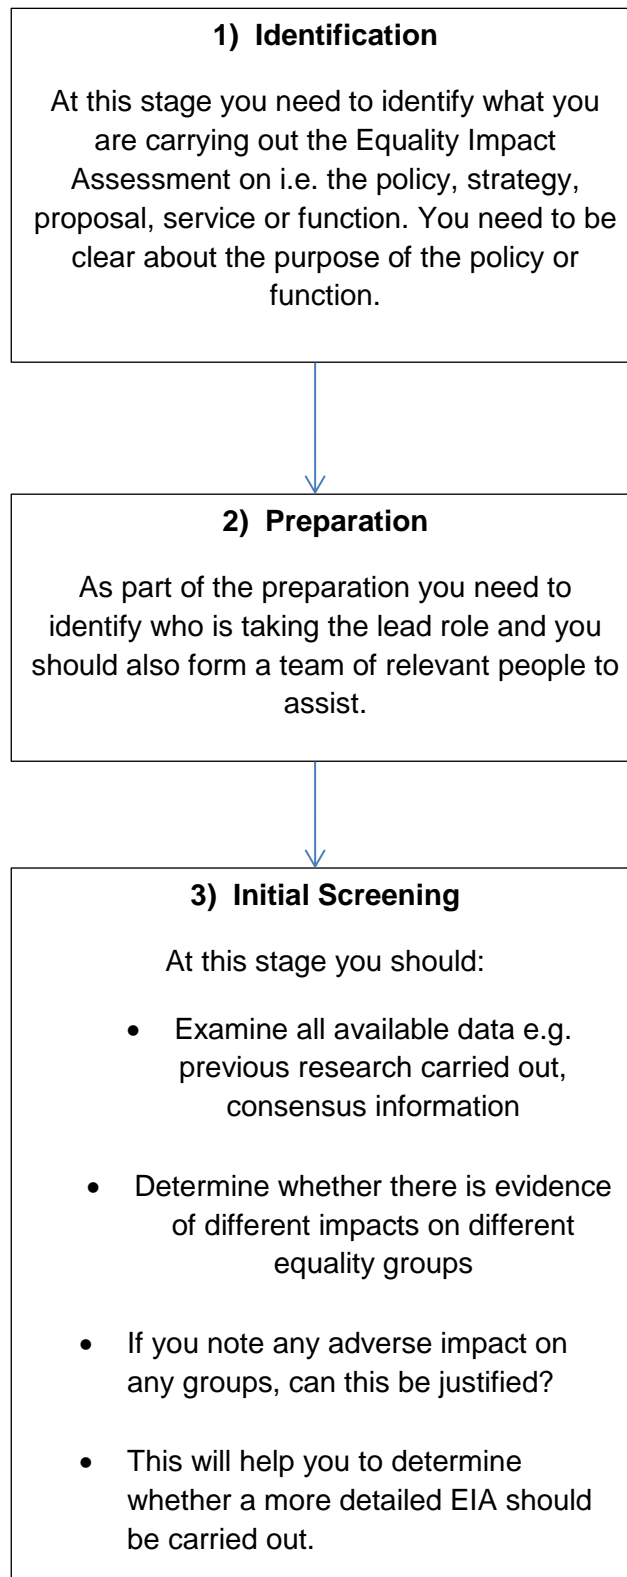 1) Identification
At this stage you need to identify what you
are carrying out the Equality Impact
Assessment on i.e. the policy, strategy,
proposal, service or function. You need to be
clear about the purpose of the policy or
function.
2) Preparation
As part of the preparation you need to
identify who is taking the lead role and you
should also form a team of relevant people to
assist.
3) Initial Screening
At this stage you should:
• Examine all available data e.g.
previous research carried out,
consensus information
• Determine whether there is evidence
of different impacts on different
equality groups
• If you note any adverse impact on
any groups, can this be justified?
• This will help you to determine
whether a more detailed EIA should
be carried out.